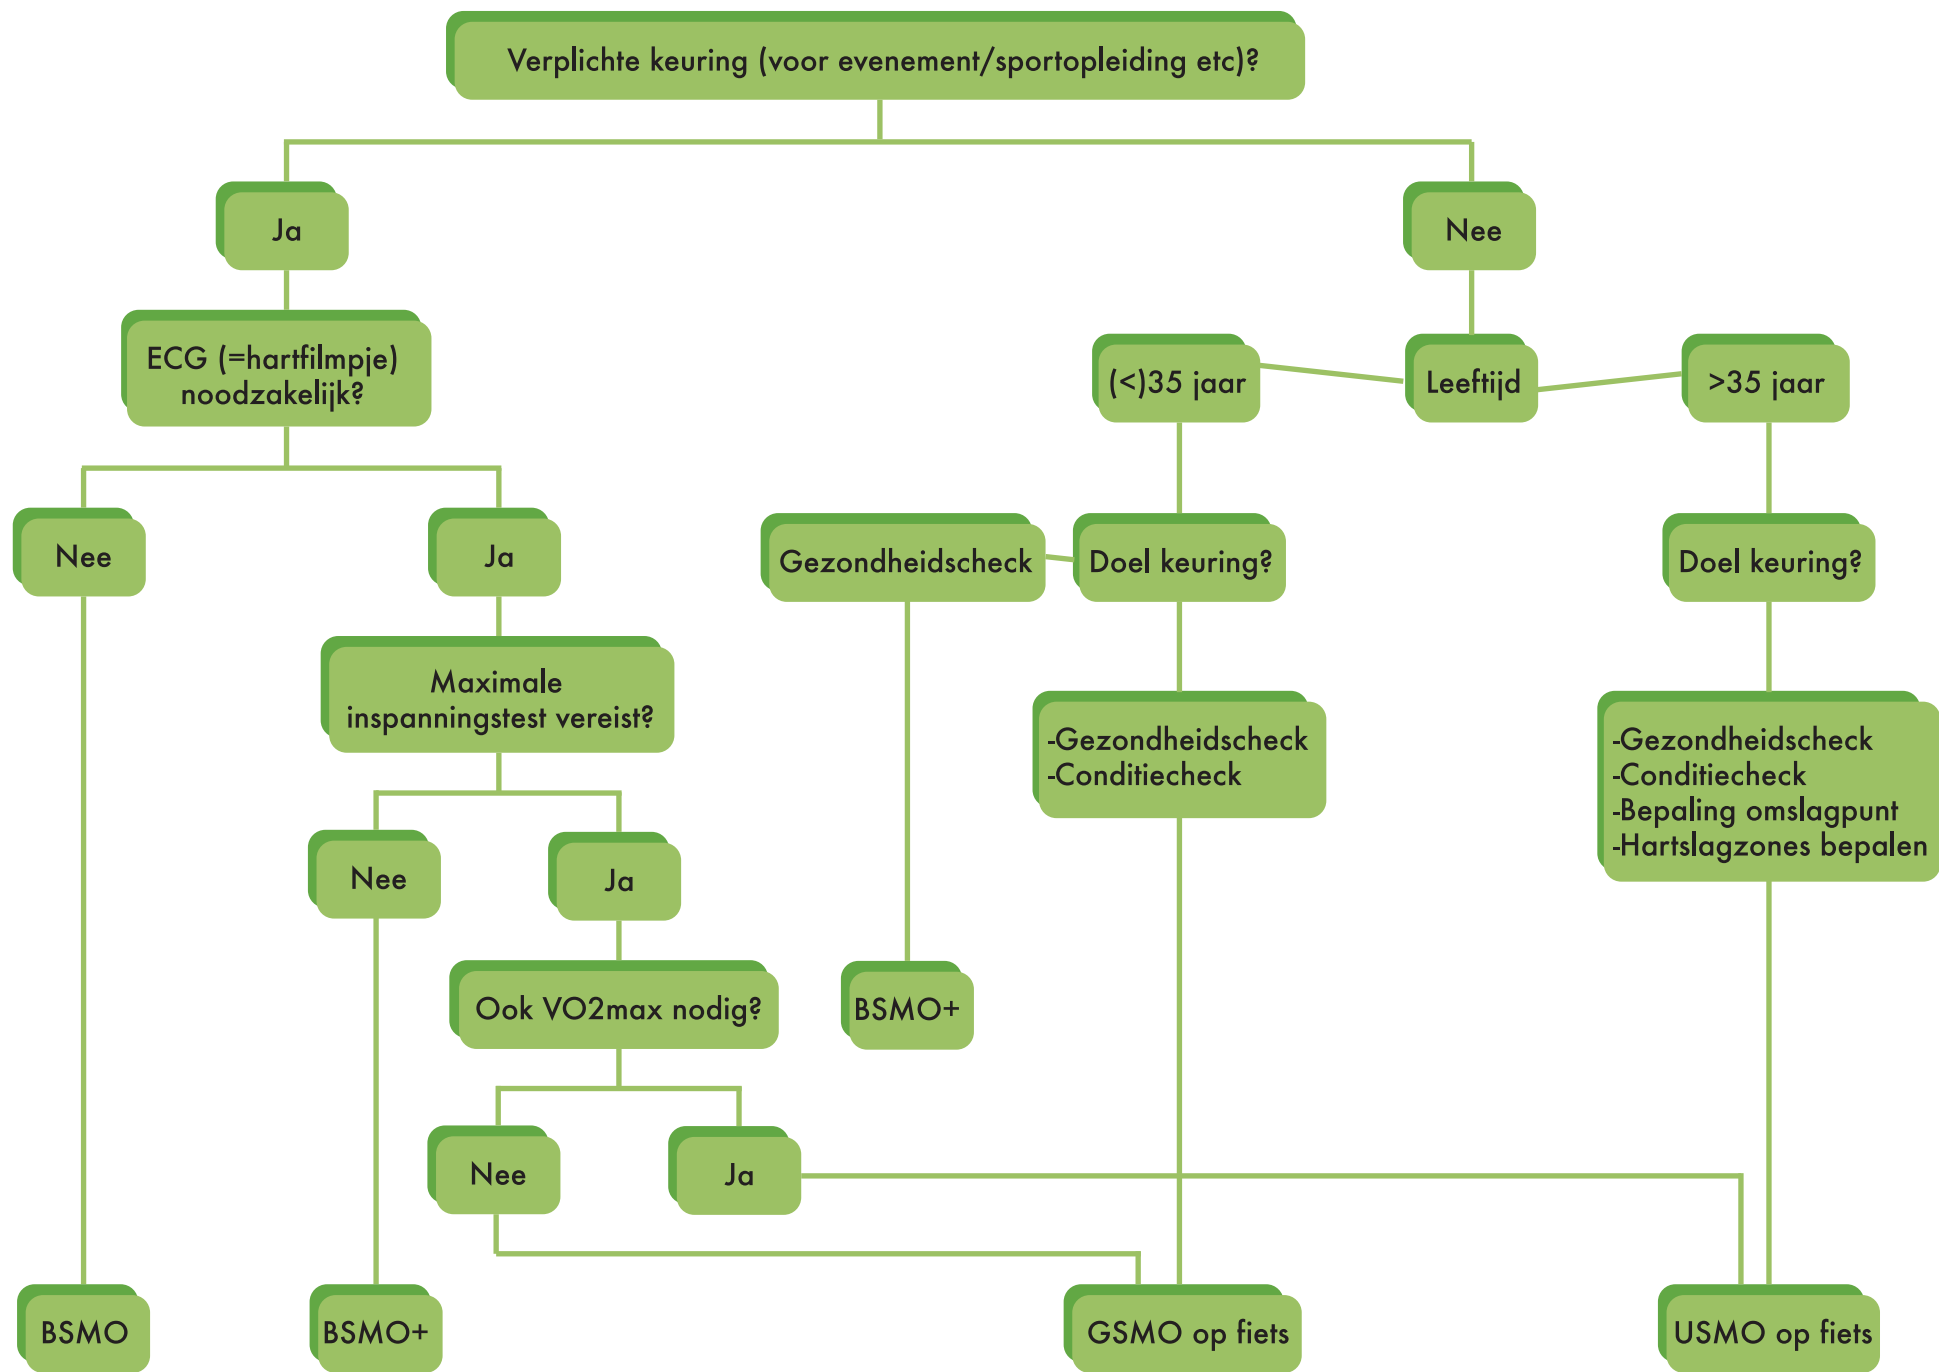 Verplichte keuring (voor evenement/sportopleiding etc)?
Ja
Nee
ECG (=hartfilmpje)
noodzakelijk?
(<)35 jaar
Leeftijd
>35 jaar
Nee
Ja
Gezondheidscheck
Doel keuring?
Doel keuring?
Maximale
inspanningstest vereist?
-Gezondheidscheck
-Conditiecheck
-Gezondheidscheck
-Conditiecheck
-Bepaling omslagpunt
-Hartslagzones bepalen
Nee
Ja
Ook VO2max nodig?
BSMO+
Nee
Ja
BSMO
BSMO+
GSMO op fiets
USMO op fiets